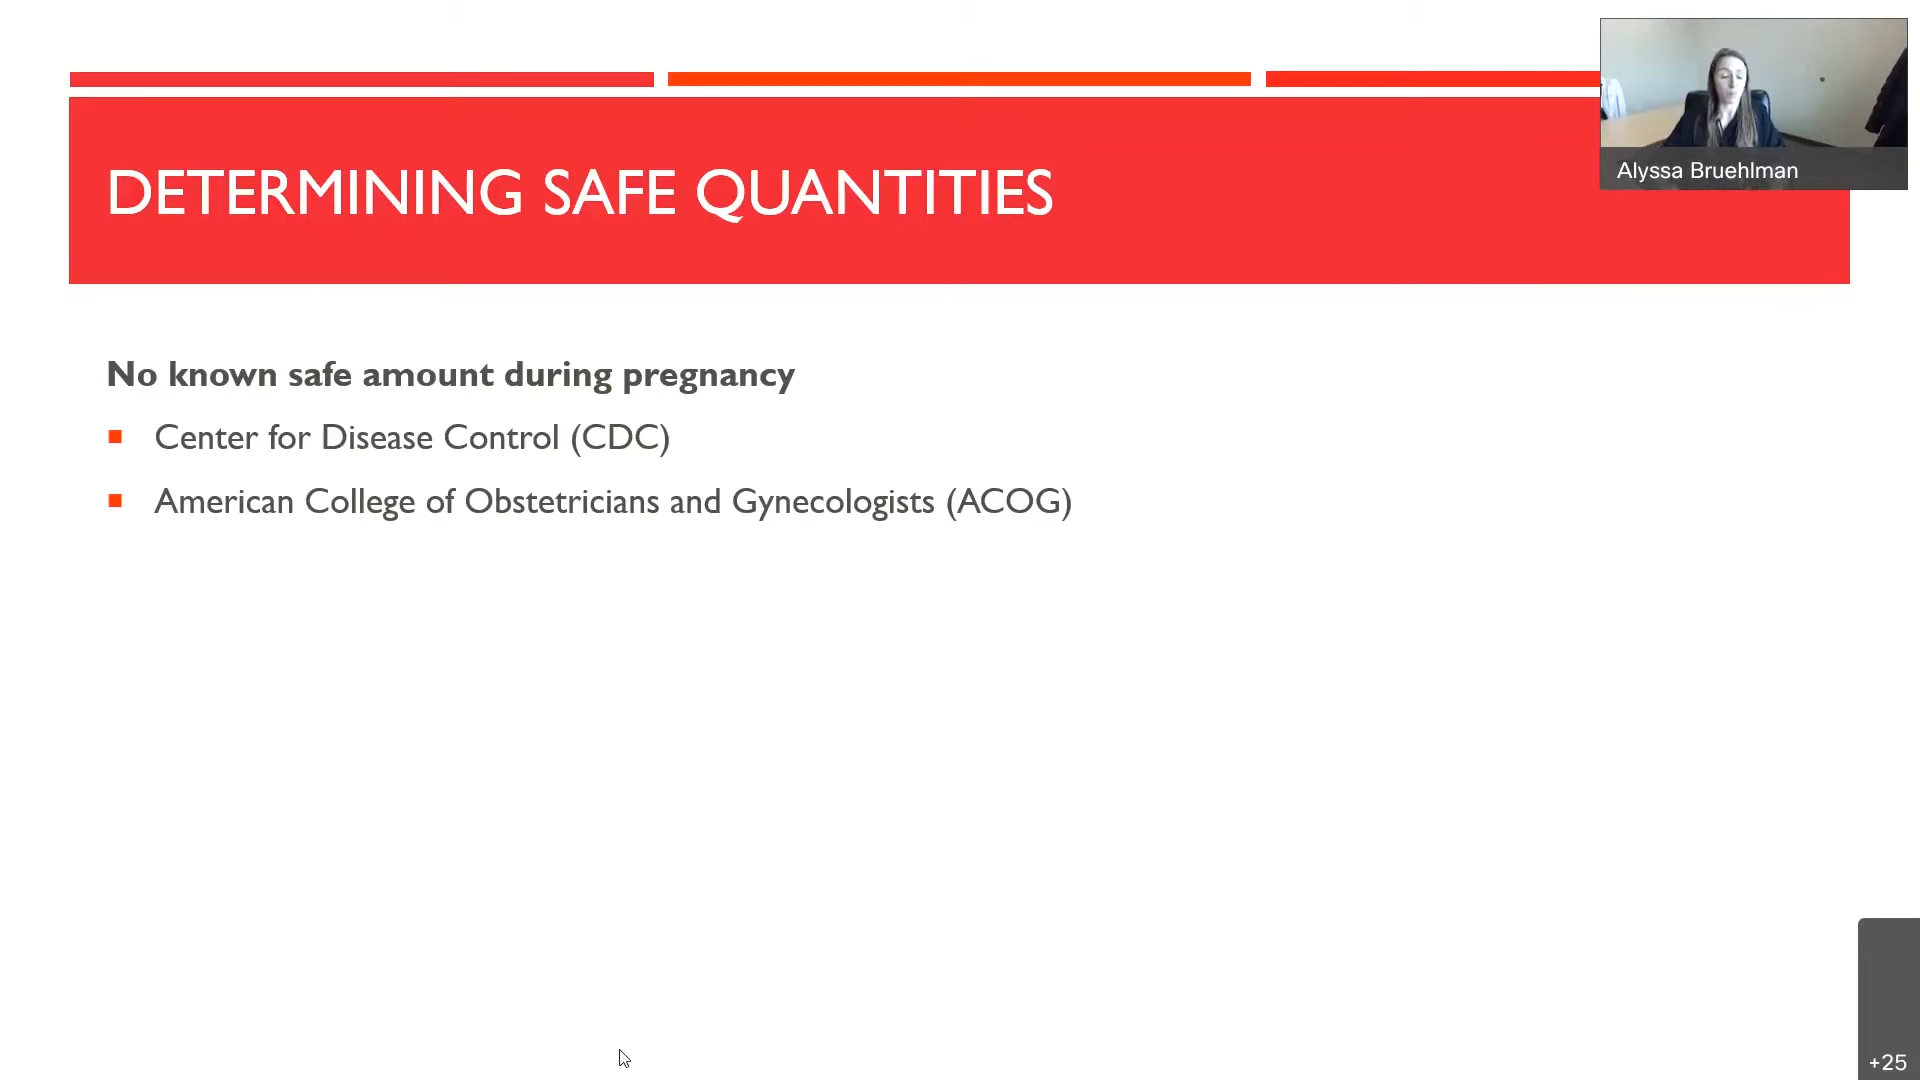 DETERMINING SAFE QUANTITIES
Alyssa Bruehlman
No known safe amount during pregnancy
Center for Disease Control (CDC)
American College of Obstetricians and Gynecologists (ACOG)
+25